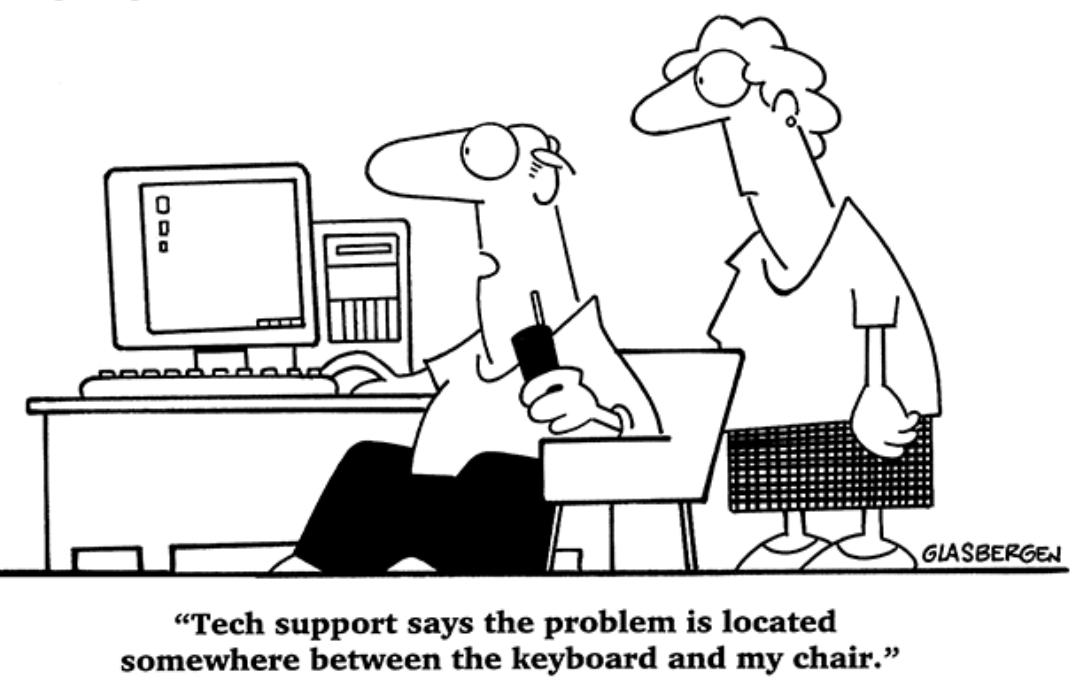 GLASBERGEN
“Tech support says the problem is located
somewhere between the keyboard and my chair.”